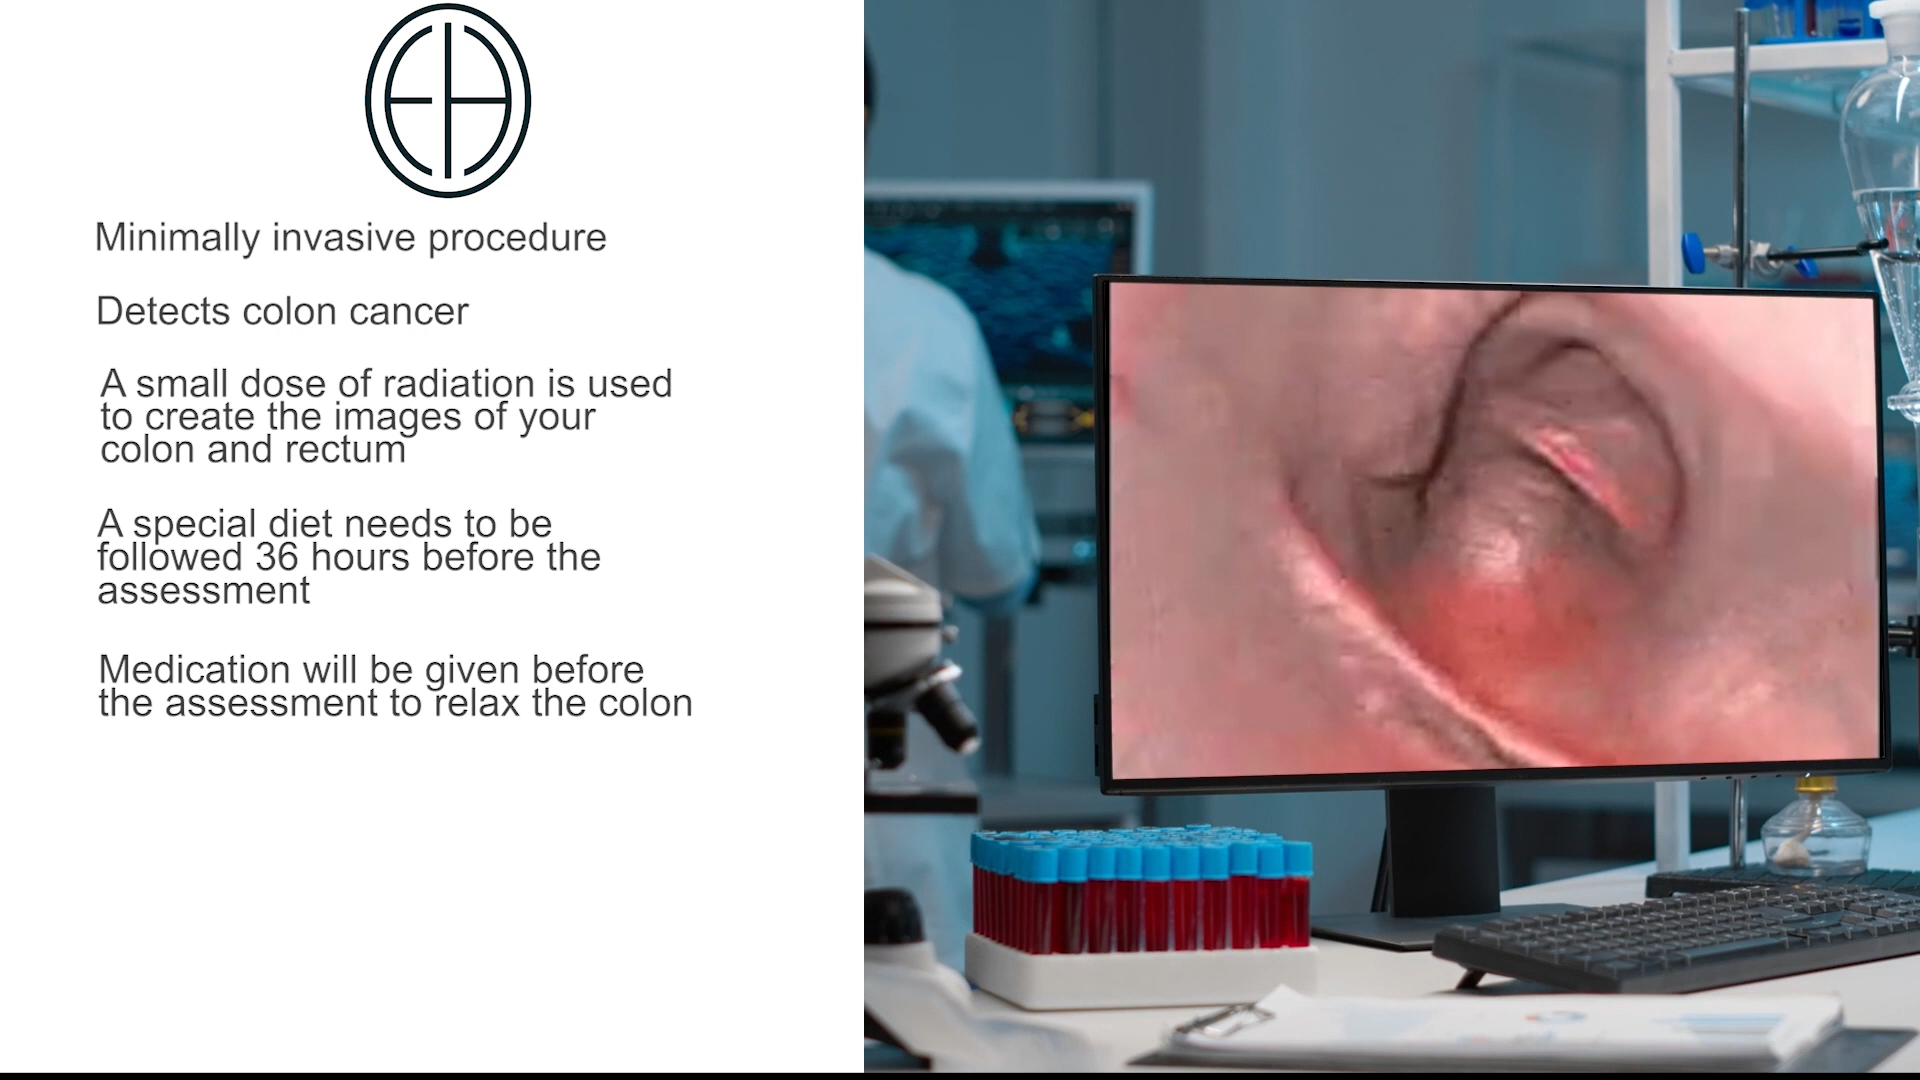 Minimally invasive procedure
Detects colon cancer
A small dose of radiation is used
to create the images of your
colon and rectum
A special diet needs to be
followed 36 hours before the
assessment
Medication will be given before
the assessment to relax the colon